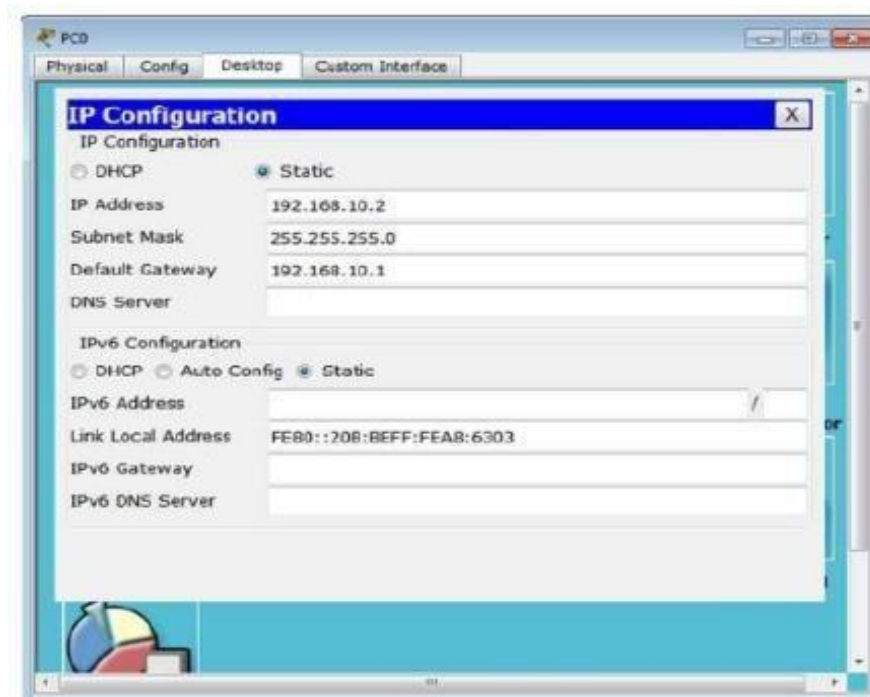 PC0
Physical Config Desktop Custom Interface
IP Configuration X
IP Configuration
DHCP Static
IP Address 192.168.10.2
Subnet Mask 255.255.255.0
Default Gateway 192.168.10.1
DNS Server
IPv6 Configuration
DHCP Auto Config Static
IPv6 Address /
Link Local Address FE80::208:BEFF:FEA8:6303
IPv6 Gateway
IPv6 DNS Server
or